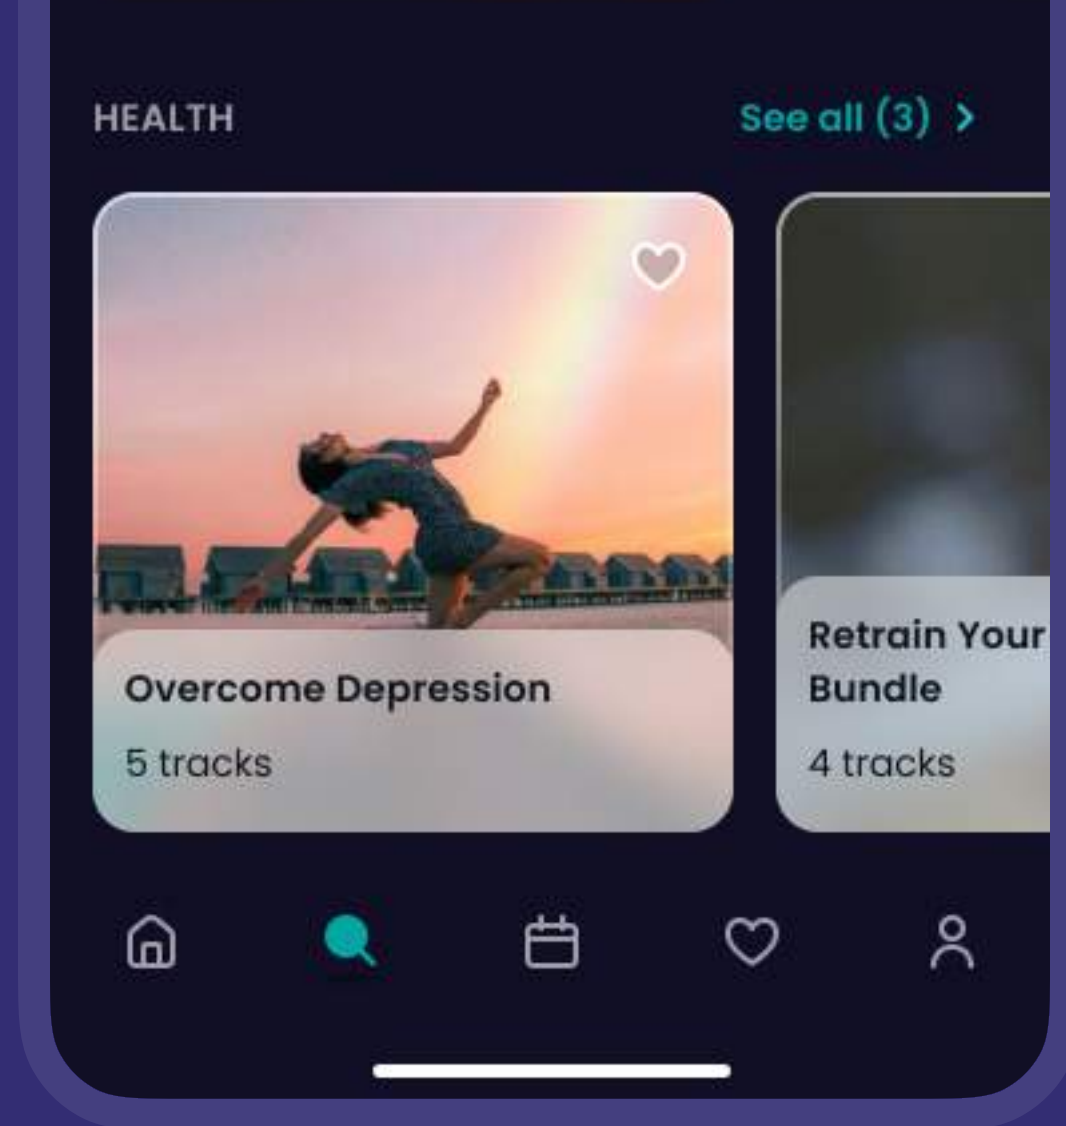 HEALTH
See all (3)
Overcome Depression
5 tracks
Retrain Your
Bundle
4 tracks